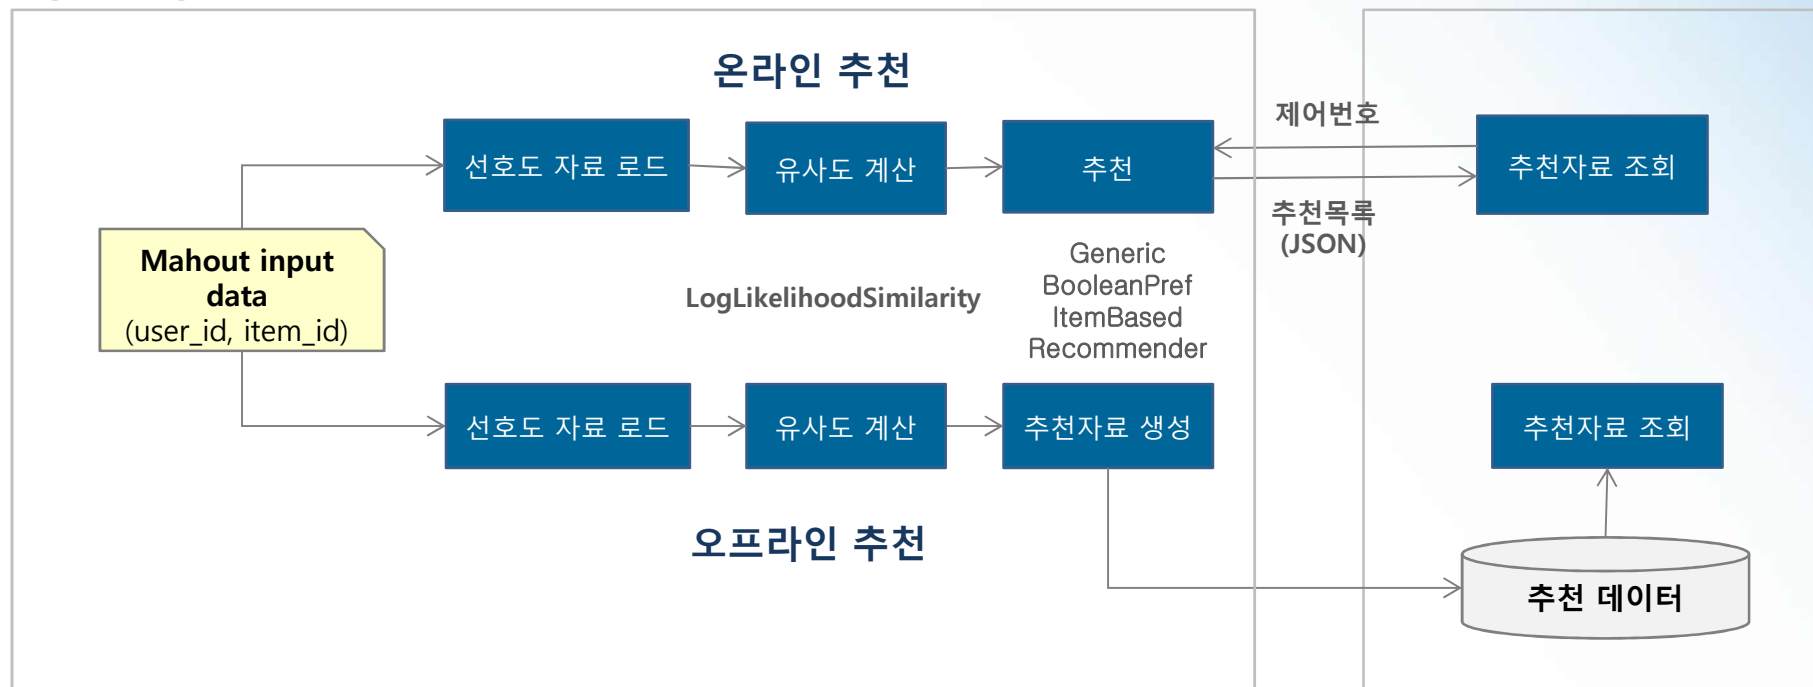 온라인 추천
제어번호
선호도 자료 로드
유사도 계산
추천
추천자료 조회
추천목록
(JSON)
Mahout input
data
(user_id, item_id)
LogLikelihoodSimilarity
Generic
BooleanPref
ItemBased
Recommender
선호도 자료 로드
유사도 계산
추천자료 생성
추천자료 조회
오프라인 추천
추천 데이터